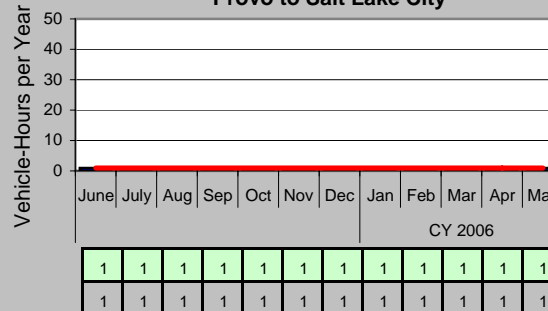 Provo to Salt Lake City
Vehicle-Hours per Year
50
40
30
20
10
0
June July Aug Sep Oct Nov Dec Jan Feb Mar Apr Ma
CY 2006
1 1 1 1 1 1 1 1 1 1 1 1
1 1 1 1 1 1 1 1 1 1 1 1